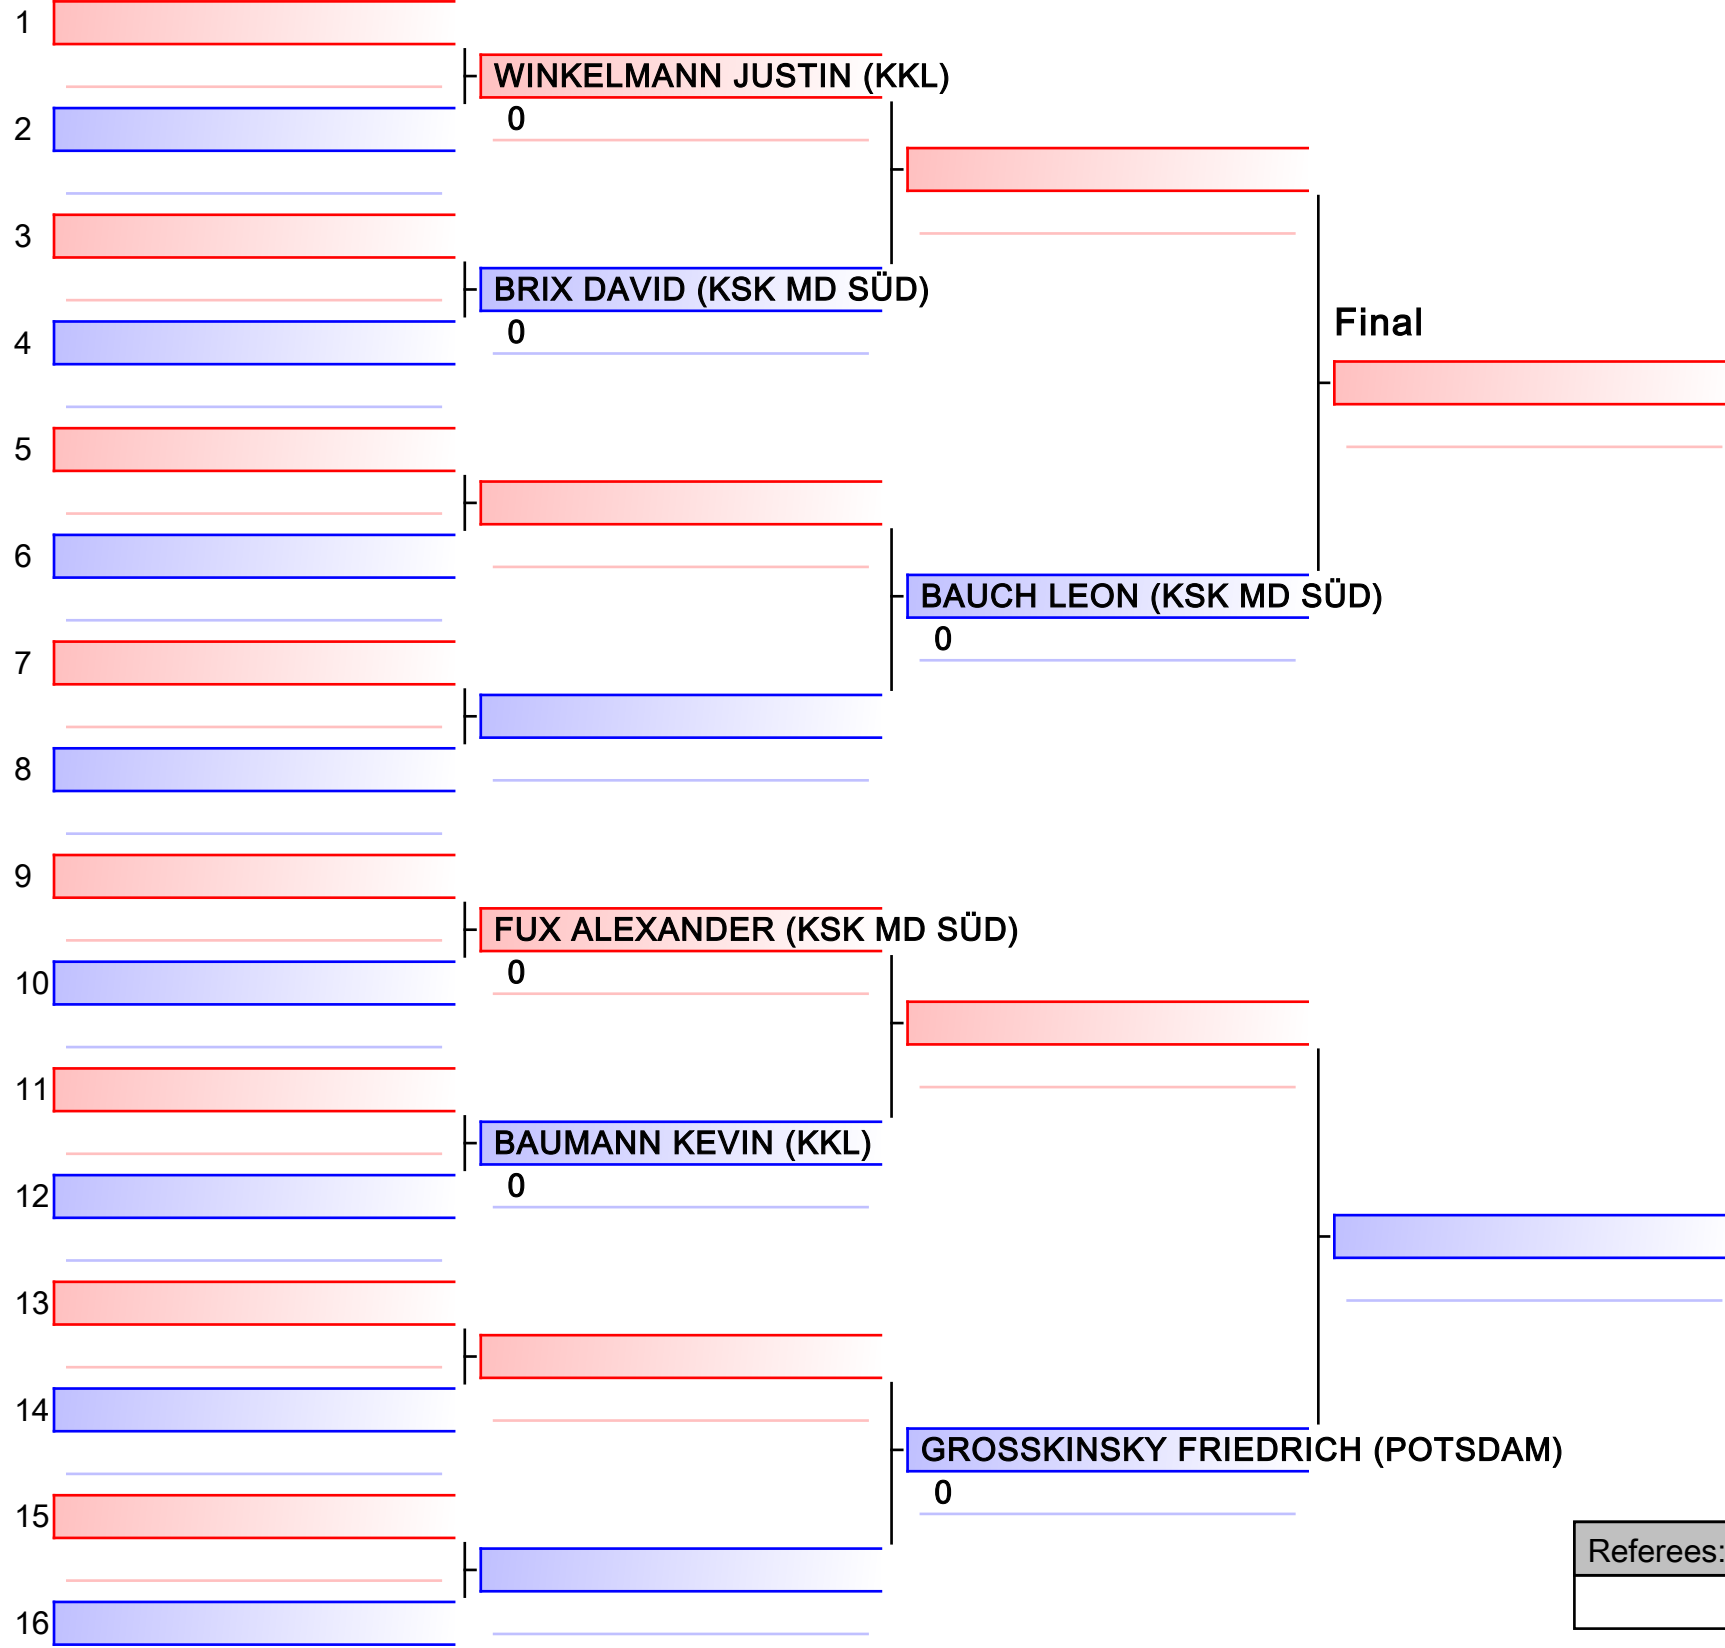 1
WINKELMANN JUSTIN (KKL)
0
2
3
BRIX DAVID (KSK MD SÜD)
0
4
Final
5
6
BAUCH LEON (KSK MD SÜD)
0
7
8
9
FUX ALEXANDER (KSK MD SÜD)
0
10
11
BAUMANN KEVIN (KKL)
0
12
13
14
GROSSKINSKY FRIEDRICH (POTSDAM)
0
15
Referees:
16